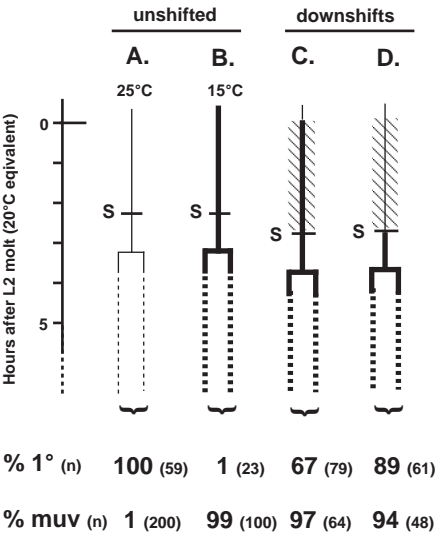 unshifted downshifts
A. B. C. D.
25°C 15°C
Hours after L2 molt (20°C eqivalent)
0
S S
S S
5
% 1° (n) 100 (59) 1 (23) 67 (79) 89 (61)
% muv (n) 1 (200) 99 (100) 97 (64) 94 (48)